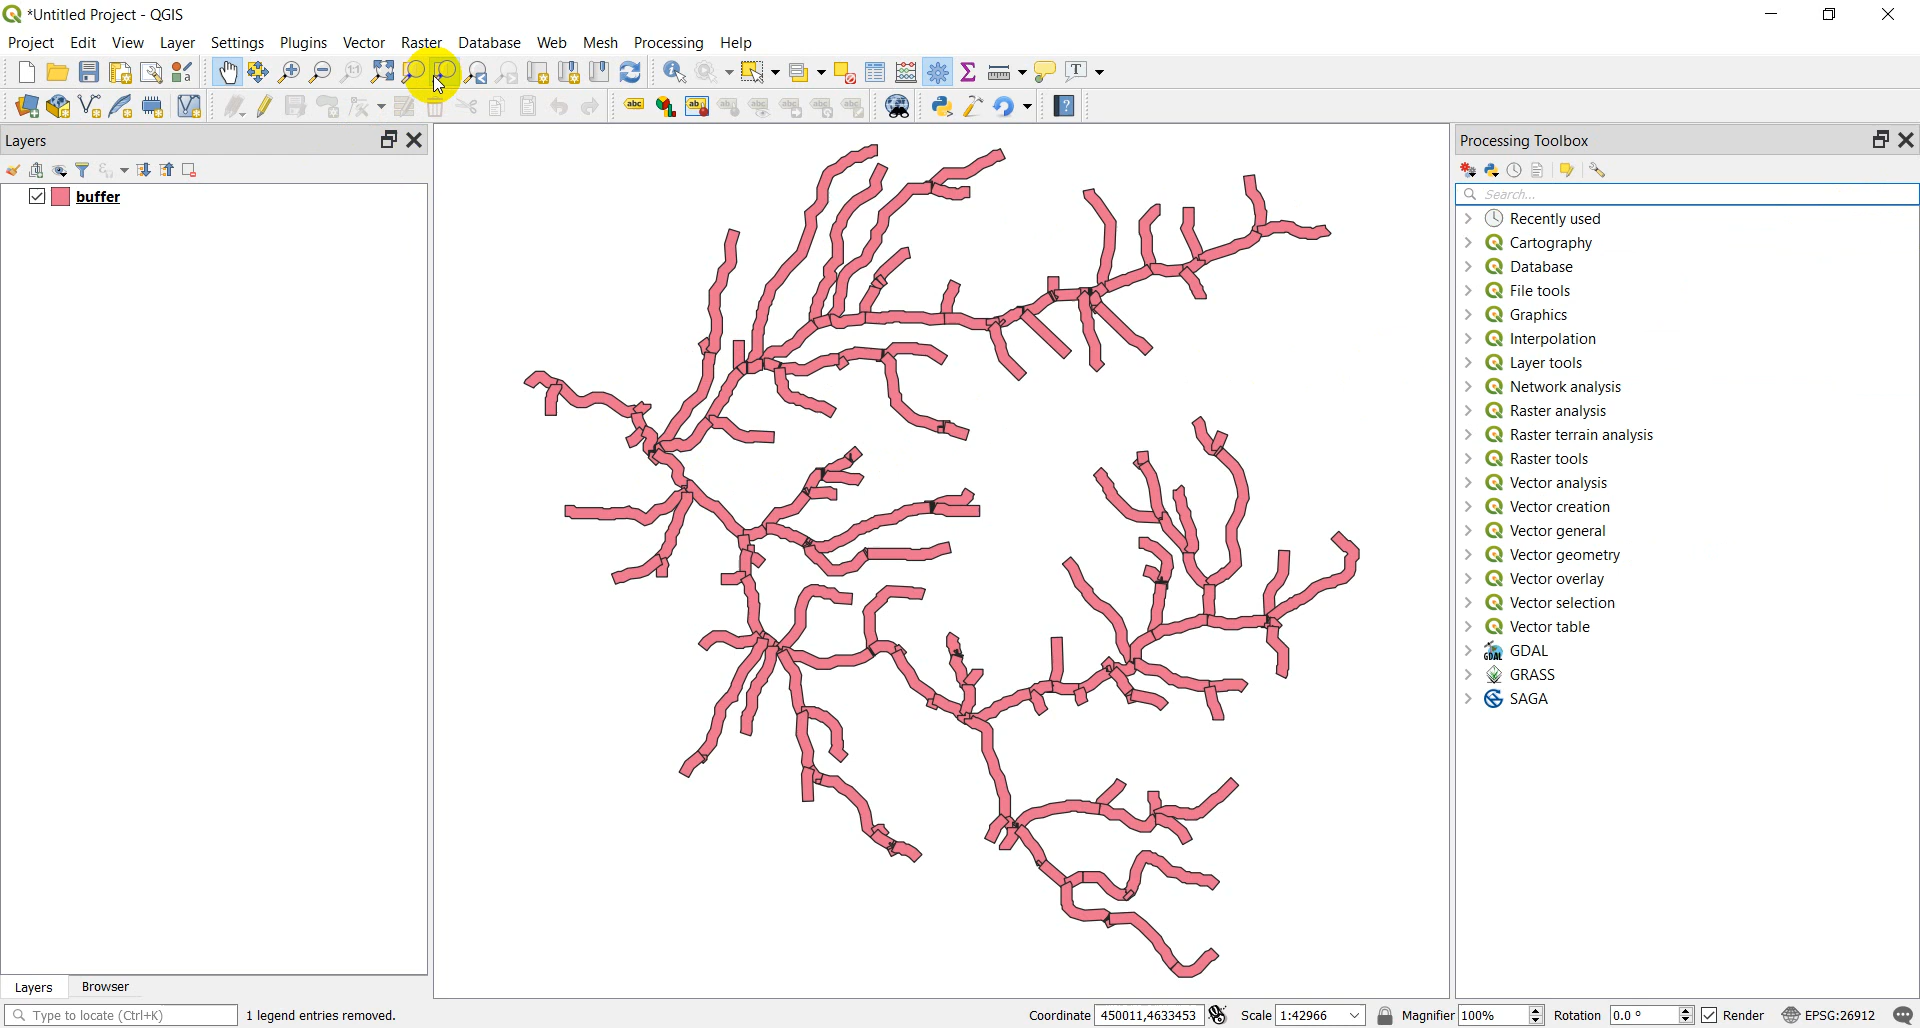 *Untitled Project - QGIS
Project Edit View Layer Settings Plugins Vector Raster Database Web Mesh Processing Help
Layers
buffer
Processing Toolbox
Search...
Recently used
Cartography
Database
File tools
Graphics
Interpolation
Layer tools
Network analysis
Raster analysis
Raster terrain analysis
Raster tools
Vector analysis
Vector creation
Vector general
Vector geometry
Vector overlay
Vector selection
Vector table
GDAL
GRASS
SAGA
Layers Browser
Type to locate (Ctrl+K) 1 legend entries removed. Coordinate 450011,4633453 Scale 1:42966 Magnifier 100% Rotation 0.0 ° Render EPSG:26912